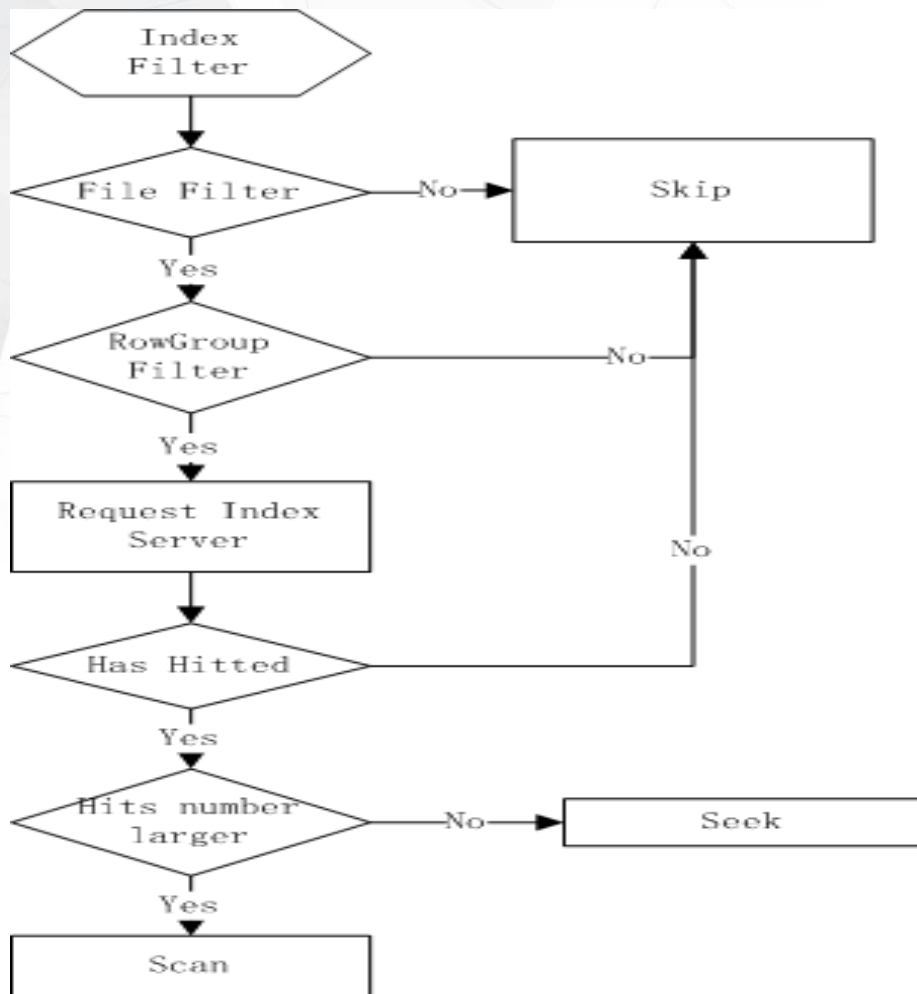 Index
Filter
File Filter
No
Skip
Yes
RowGroup
Filter
No
Yes
Request Index
Server
No
Has Hitted
Yes
Hits number
larger
No
Seek
Yes
Scan